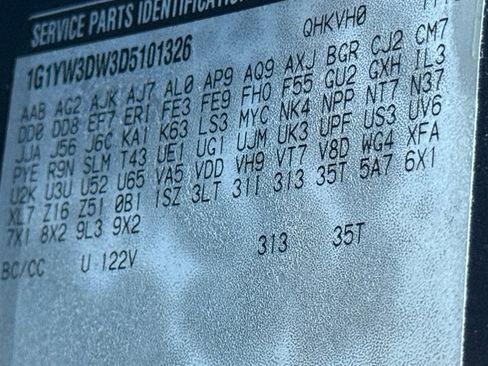 SERVICE PARTS IDENTIFICATION
QHKVH0
1G1YW3DW3D5101326
AAB AG2 AJK AJ7 AL0 AP9 AQ9 AXJ BGR CJ2 CM7
DD0 DD8 EF7 ER1 FE3 FE9 FH0 F55 GU2 GXH IL3
JJA J56 J6C KA1 K63 LS3 MYC NK4 NPP NT7 N37
PYE R9N SLM T43 UE1 UG1 UJM UK3 UPF US3 UV6
U2K U3U U52 U65 VA5 VDD VH9 VT7 V8D WG4 XFA
XL7 Z16 Z51 0B1 1SZ 3LT 31I 313 35T 5A7 6X1
7X1 8X2 9L3 9X2
313 35T
BC/CC U 122V